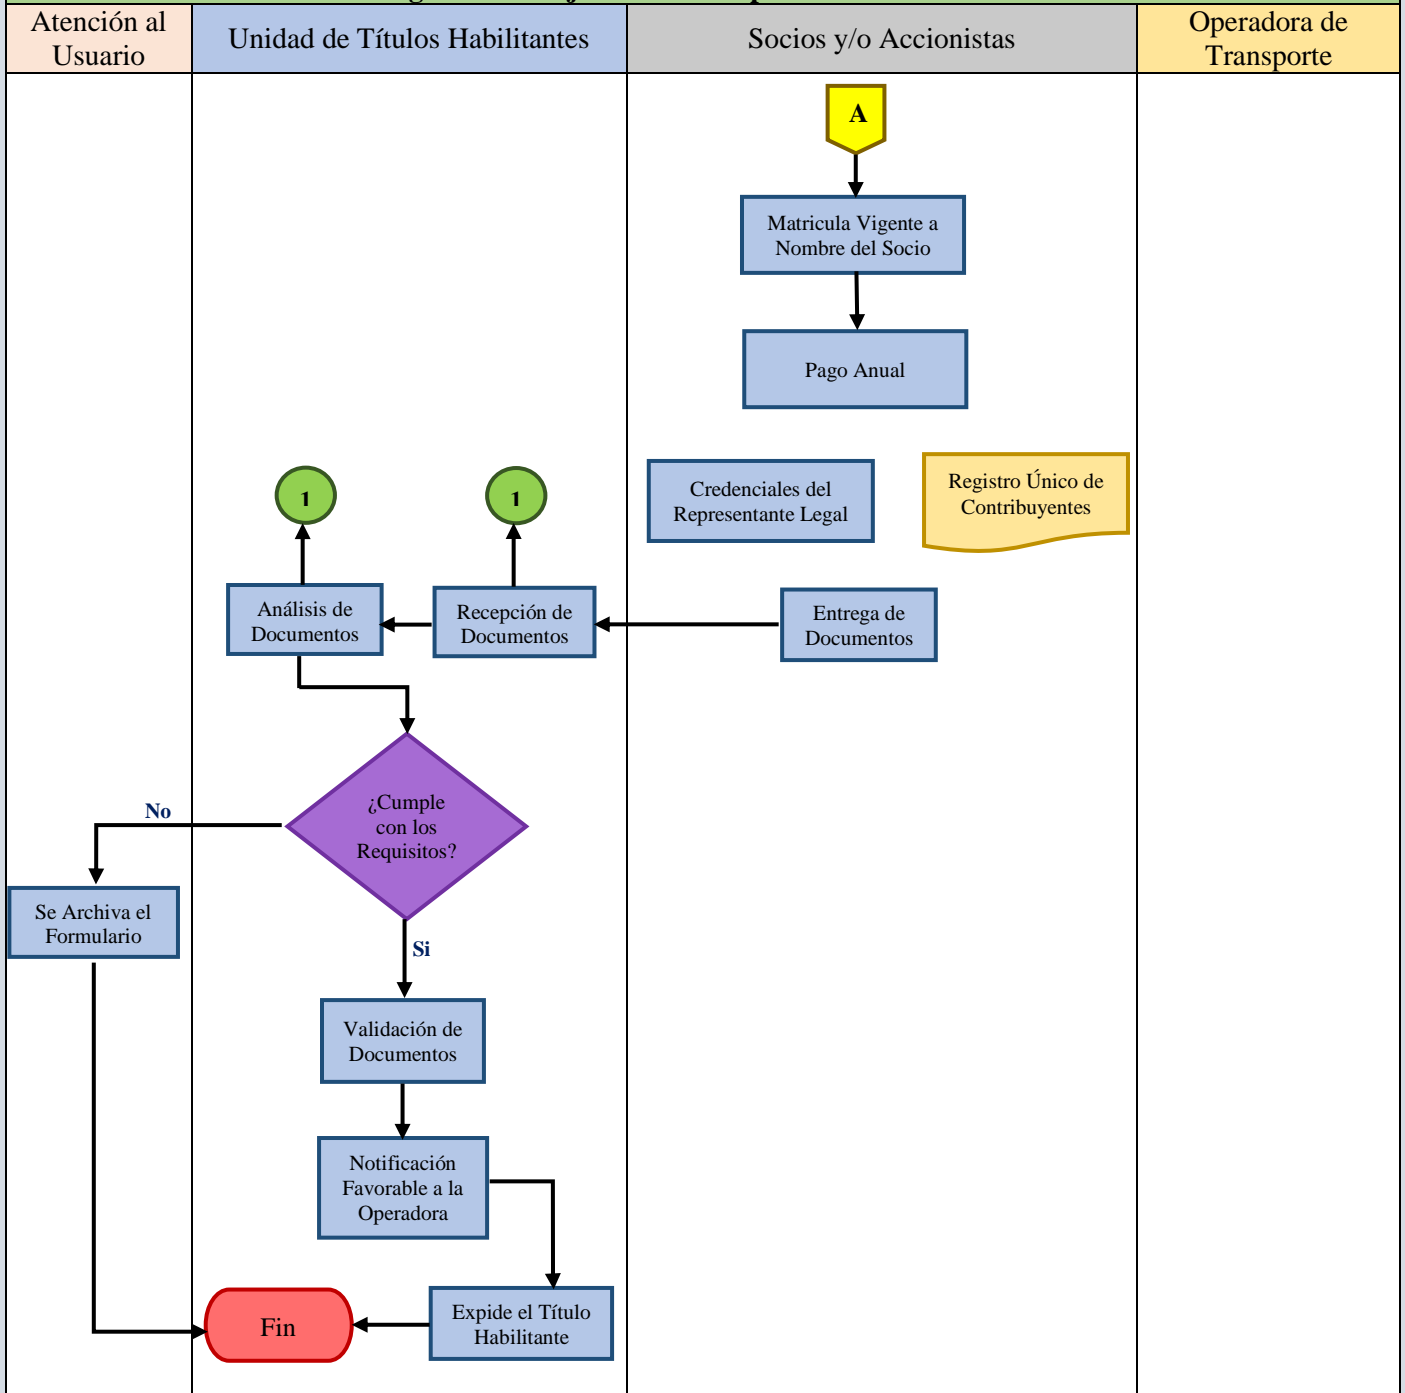 Atención al
Usuario
Unidad de Títulos Habilitantes
Socios y/o Accionistas
Operadora de
Transporte
A
Matricula Vigente a
Nombre del Socio
Pago Anual
1
1
Credenciales del
Representante Legal
Registro Único de
Contribuyentes
Análisis de
Documentos
Recepción de
Documentos
Entrega de
Documentos
¿Cumple
con los
Requisitos?
No
Se Archiva el
Formulario
Si
Validación de
Documentos
Notificación
Favorable a la
Operadora
Expide el Título
Habilitante
Fin